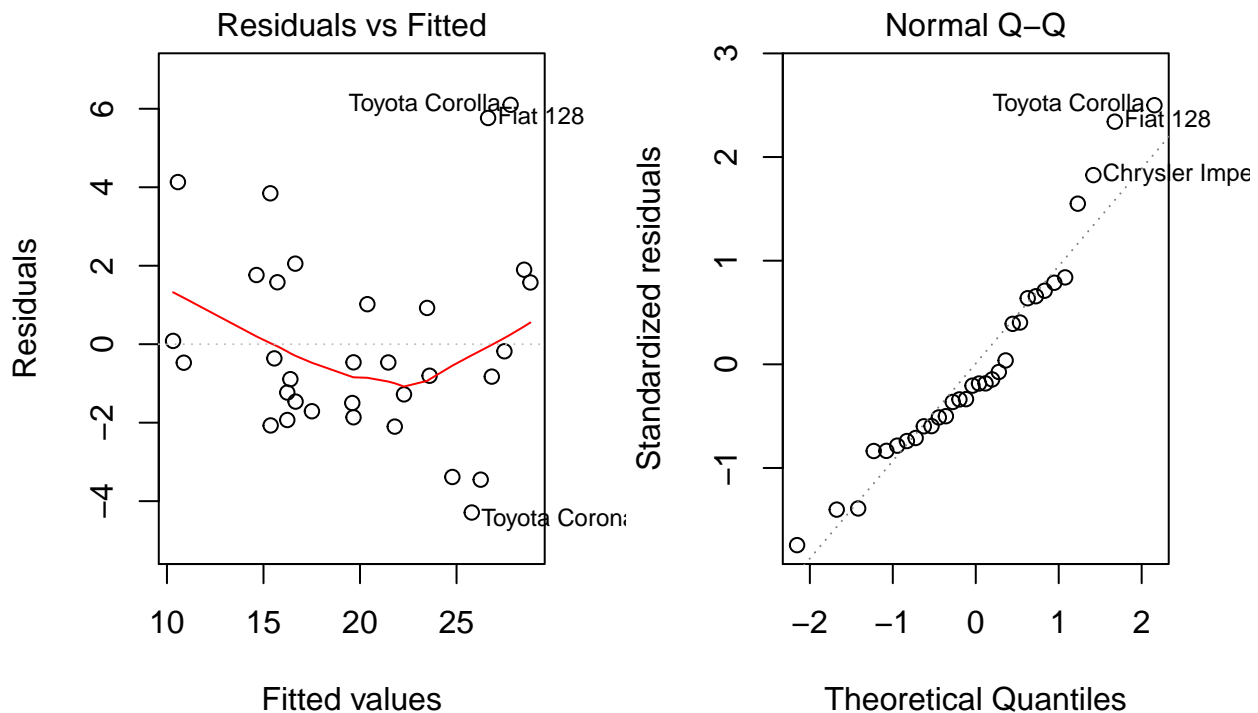 Residuals vs Fitted
Residuals
6
4
2
0
−2
−4
Toyota Corolla
Fiat 128
Toyota Corona
10 15 20 25
Fitted values
Normal Q−Q
Standardized residuals
3
2
1
0
−1
Toyota Corolla
Fiat 128
Chrysler Impe
−2 −1 0 1 2
Theoretical Quantiles